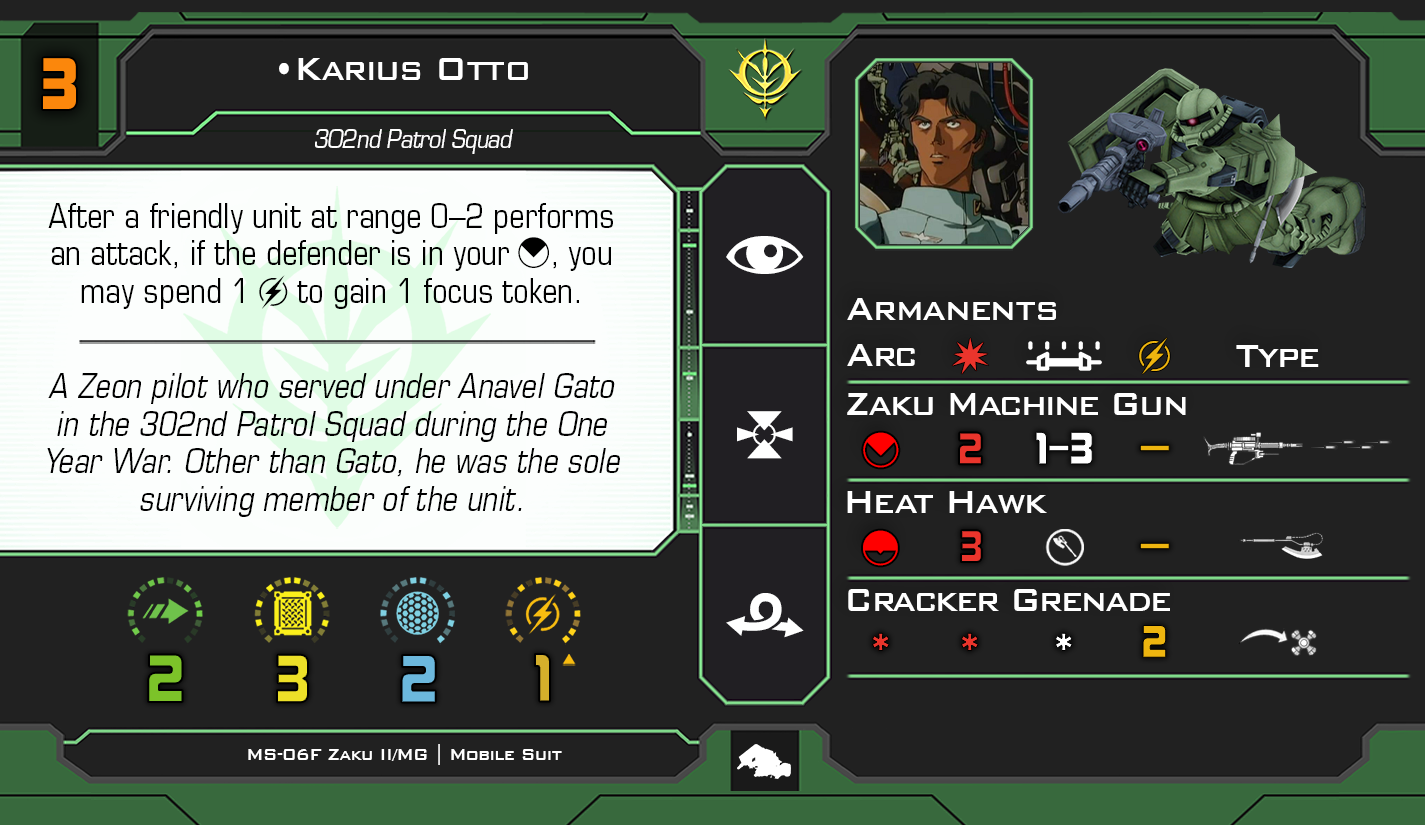 3
•Karius Otto
302nd Patrol Squad
After a friendly unit at range 0–2 performs
an attack, if the defender is in your , you
may spend 1 to gain 1 focus token.
A Zeon pilot who served under Anavel Gato
in the 302nd Patrol Squad during the One
Year War. Other than Gato, he was the sole
surviving member of the unit.
2 3 2 1
MS-06F Zaku II/MG | Mobile Suit
Armanents
Arc Type
Zaku Machine Gun
2 1–3 –
Heat Hawk
3 –
Cracker Grenade
* * * 2